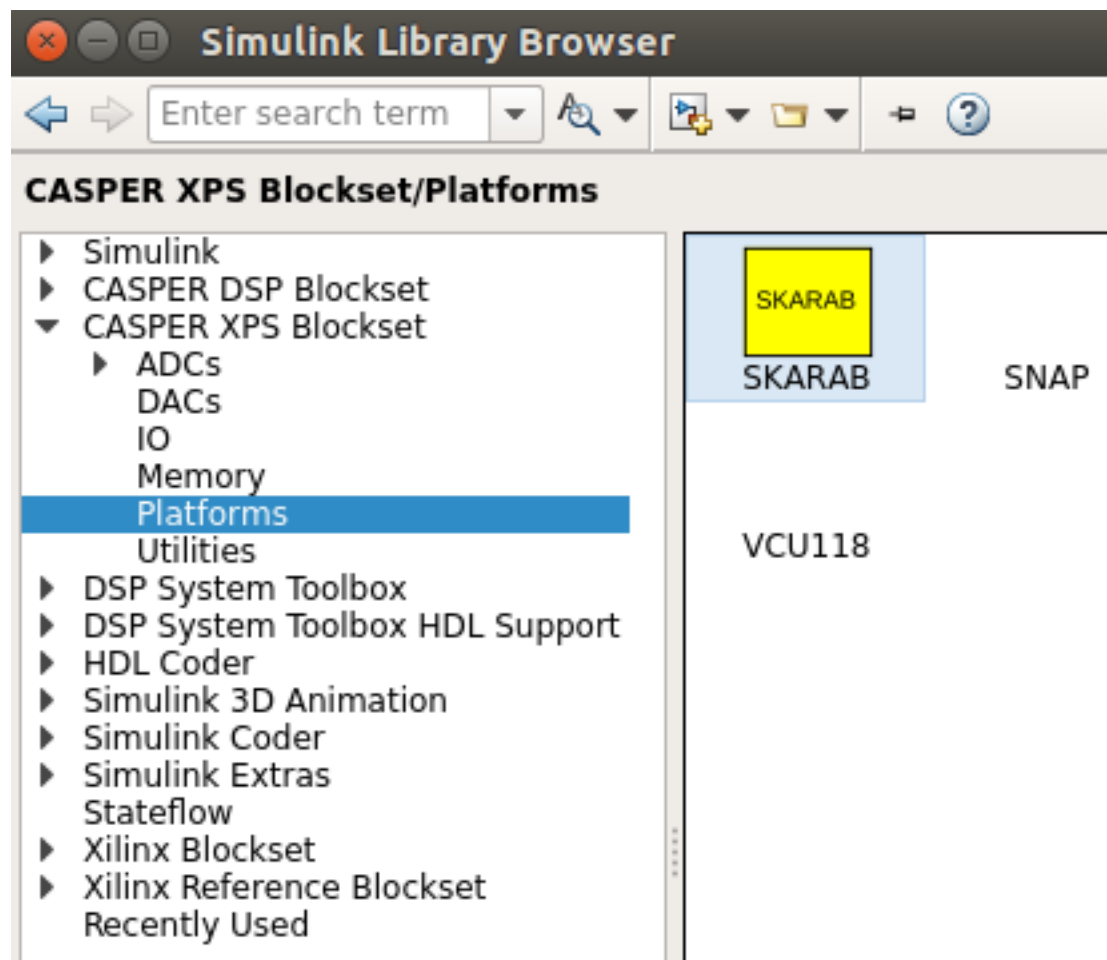 Simulink Library Browser
Enter search term
CASPER XPS Blockset/Platforms
Simulink
CASPER DSP Blockset
CASPER XPS Blockset
ADCs
DACs
IO
Memory
Platforms
Utilities
DSP System Toolbox
DSP System Toolbox HDL Support
HDL Coder
Simulink 3D Animation
Simulink Coder
Simulink Extras
Stateflow
Xilinx Blockset
Xilinx Reference Blockset
Recently Used
SKARAB
SKARAB SNAP
VCU118